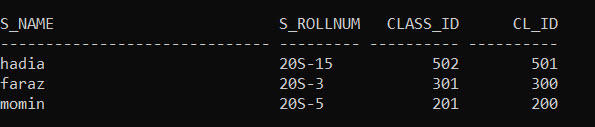 S_NAME                         S_ROLLNUM   CLASS_ID      CL_ID
------------------------------ --------- ---------- ----------
hadia                          20S-15           502        501
faraz                          20S-3            301        300
momin                          20S-5            201        200